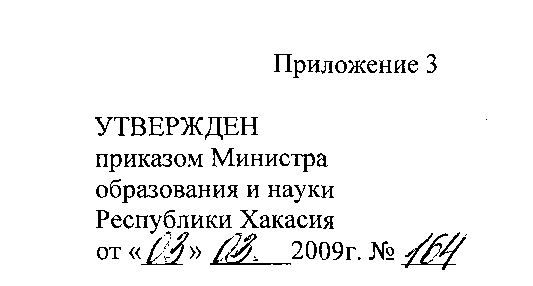 Приложение 3
УТВЕРЖДЕН
приказом Министра
образования и науки
Республики Хакасия
от «03» 03. 2009г. № 164